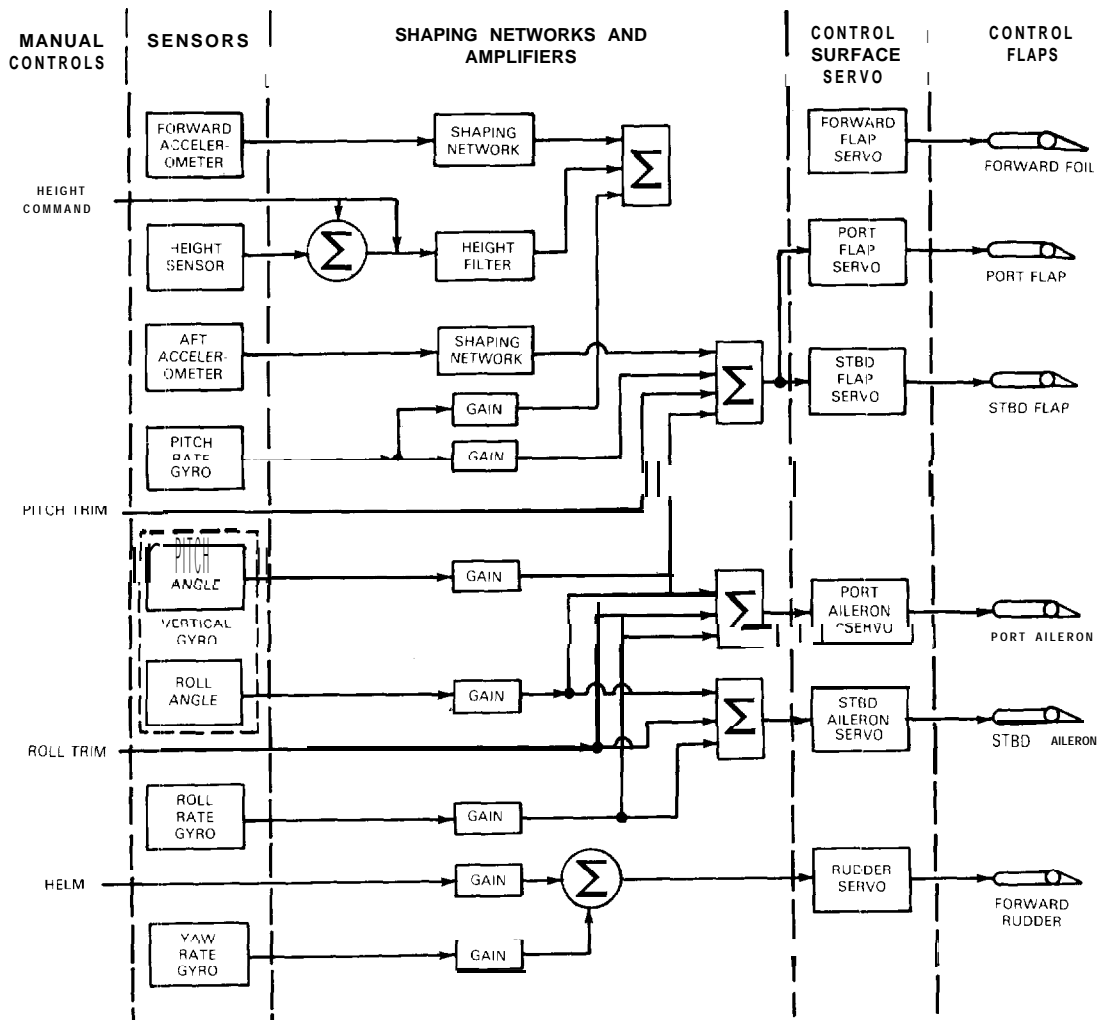 MANUAL
CONTROLS
SENSORS
SHAPING NETWORKS AND
AMPLIFIERS
CONTROL
SURFACE
SERVO
CONTROL
FLAPS
FORWARD
ACCELER-
OMETER
SHAPING
NETWORK
Σ
FORWARD
FLAP
SERVO
FORWARD FOIL
HEIGHT
COMMAND
HEIGHT
SENSOR
Σ
HEIGHT
FILTER
PORT
FLAP
SERVO
PORT FLAP
AFT
ACCELER-
OMETER
SHAPING
NETWORK
Σ
STBD
FLAP
SERVO
STBD FLAP
GAIN
PITCH
RATE
GYRO
GAIN
PITCH TRIM
PITCH
ANGLE
GAIN
VERTICAL
GYRO
Σ
PORT
AILERON
SERVO
PORT AILERON
ROLL
ANGLE
GAIN
Σ
STBD
AILERON
SERVO
STBD AILERON
ROLL TRIM
ROLL
RATE
GYRO
GAIN
HELM
GAIN
Σ
RUDDER
SERVO
FORWARD
RUDDER
YAW
RATE
GYRO
GAIN